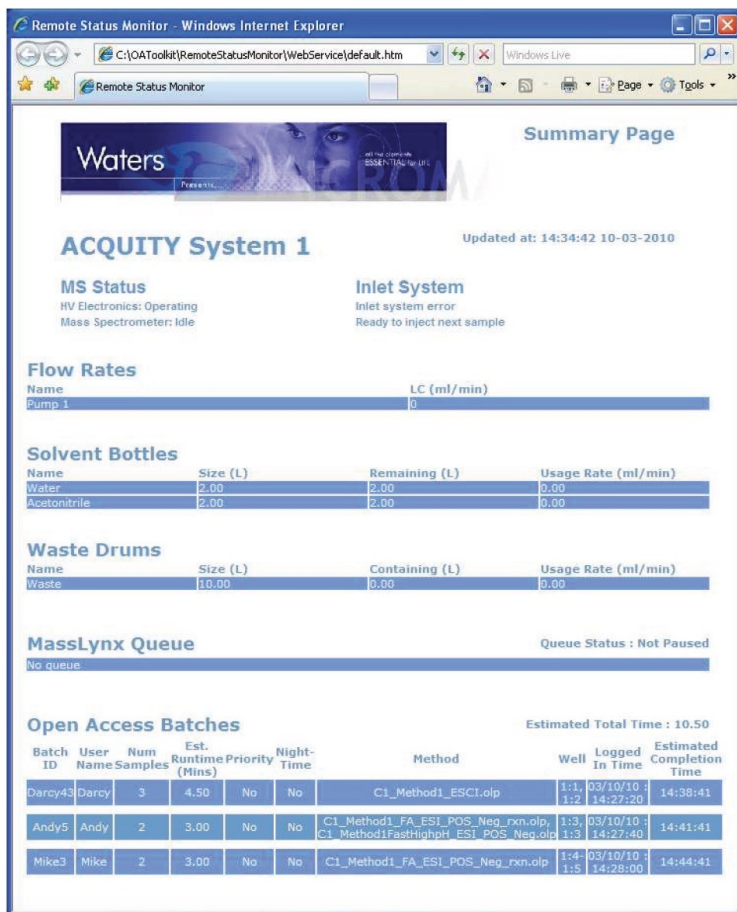 Remote Status Monitor - Windows Internet Explorer
C:\OAToolkit\RemoteStatusMonitor\WebService\default.htm
Windows Live
Remote Status Monitor
Page
Tools
»
Summary Page
Waters
all the elements
ESSENTIAL for LIFE
Presents...
MICROMA
ACQUITY System 1
Updated at: 14:34:42 10-03-2010
MS Status
Inlet System
HV Electronics: Operating
Inlet system error
Mass Spectrometer: Idle
Ready to inject next sample
Flow Rates
Name LC (ml/min)
Pump 1 0
Solvent Bottles
Name Size (L) Remaining (L) Usage Rate (ml/min)
Water 2.00 2.00 0.00
Acetonitrile 2.00 2.00 0.00
Waste Drums
Name Size (L) Containing (L) Usage Rate (ml/min)
Waste 10.00 0.00 0.00
MassLynx Queue
Queue Status : Not Paused
No queue
Open Access Batches
Estimated Total Time : 10.50
Batch ID User Name Num Samples Est. Runtime (Mins) Priority Night-Time Method Well Logged In Time Estimated Completion Time
Darcy43 Darcy 3 4.50 No No C1_Method1_ESCI.olp 1:1, 1:2 03/10/10 : 14:27:20 14:38:41
Andy5 Andy 2 3.00 No No C1_Method1_FA_ESI_POS_Neg_rxn.olp, C1_Method1FastHighpH_ESI_POS_Neg.olp 1:3, 1:3 03/10/10 : 14:27:40 14:41:41
Mike3 Mike 2 3.00 No No C1_Method1_FA_ESI_POS_Neg_rxn.olp 1:4- 1:5 03/10/10 : 14:28:00 14:44:41